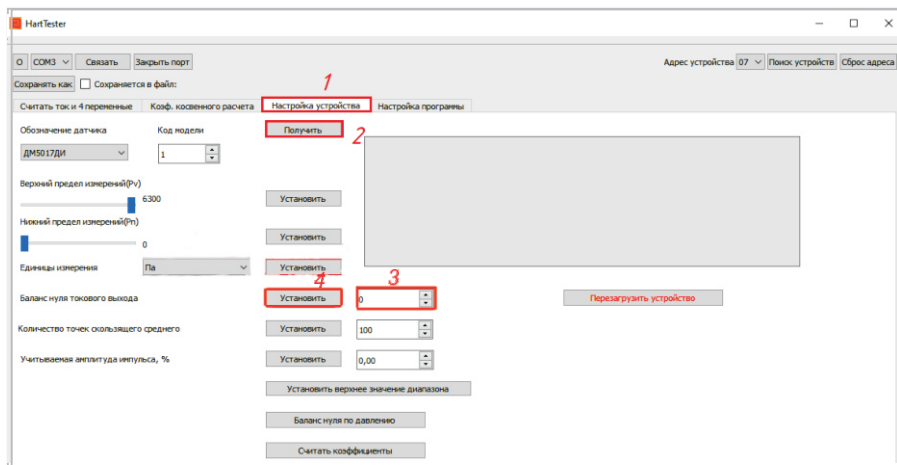 HartTester
О COM3 Связать Закрыть порт Адрес устройства 07 Поиск устройств Сброс адреса
Сохранять как Сохраняется в файл:
1
Считать ток и 4 переменные Коэф. косвенного расчета Настройка устройства Настройка программы
Обозначение датчика Код модели Получить 2
ДМ5017ДИ 1
Верхний предел измерений(Pv)
6300 Установить
Нижний предел измерений(Pn)
0 Установить
Единицы измерения Па Установить
4 3
Баланс нуля токового выхода Установить 0 Перезагрузить устройство
Количество точек скользящего среднего Установить 100
Учитываемая амплитуда импульса, % Установить 0,00
Установить верхнее значение диапазона
Баланс нуля по давлению
Считать коэффициенты